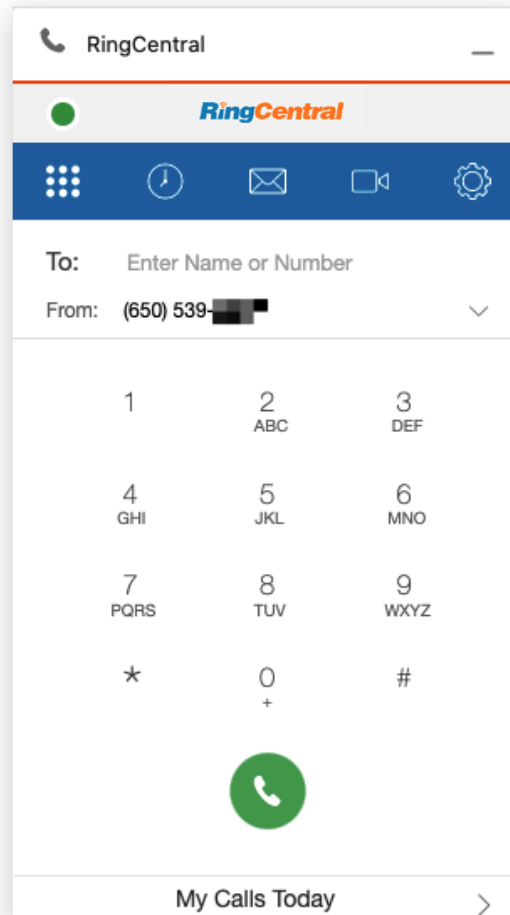 RingCentral
RingCentral
To: Enter Name or Number
From: (650) 539-
1 2 3
ABC DEF
4 5 6
GHI JKL MNO
7 8 9
PQRS TUV WXYZ
* 0 #
+
My Calls Today